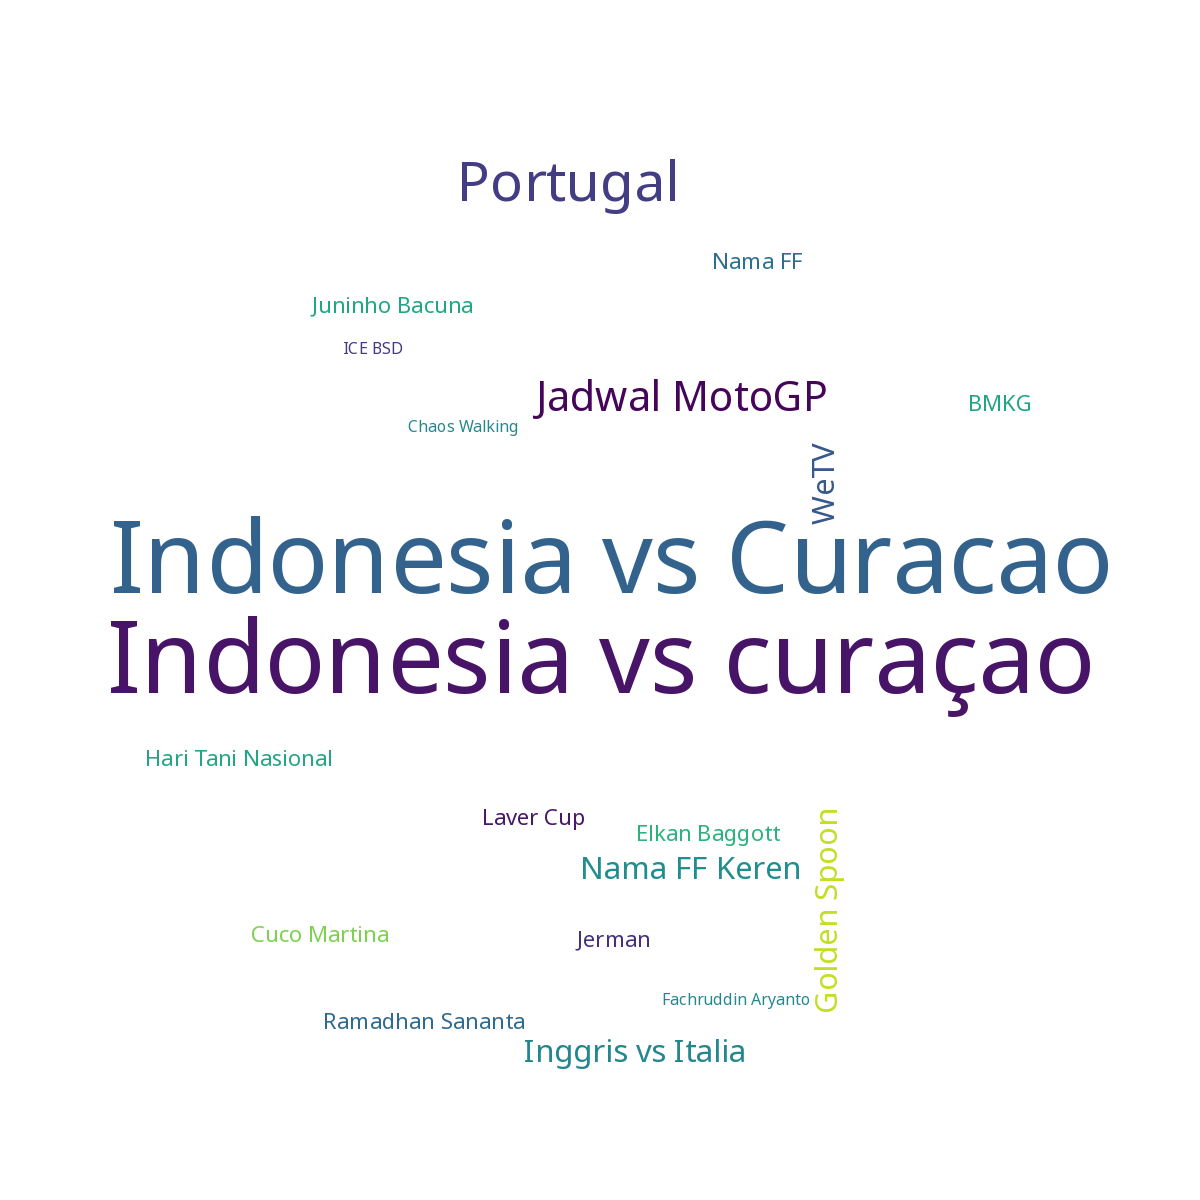 Portugal
Nama FF
Juninho Bacuna
ICE BSD
Jadwal MotoGP
BMKG
Chaos Walking
WeTV
Indonesia vs Curacao
Indonesia vs curaçao
Hari Tani Nasional
Laver Cup
Elkan Baggott
Nama FF Keren
Golden Spoon
Cuco Martina
Jerman
Fachruddin Aryanto
Ramadhan Sananta
Inggris vs Italia